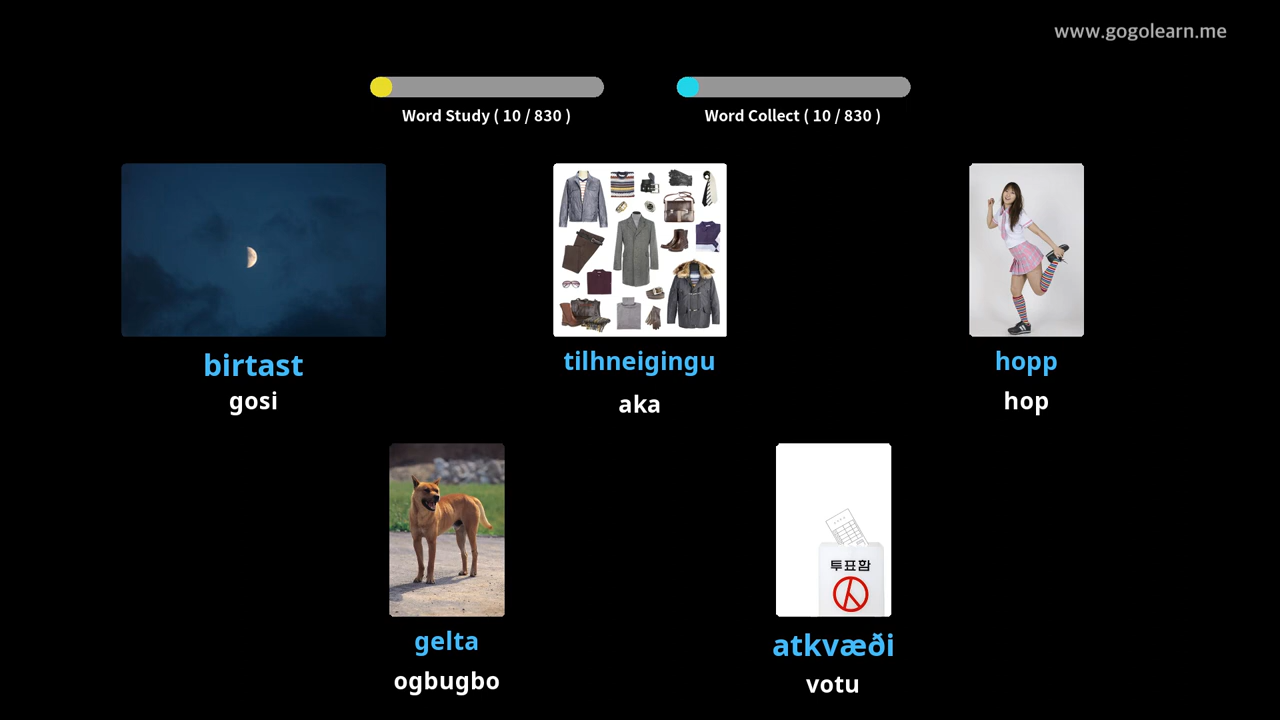 www.gogolearn.me
Word Study ( 10 / 830 )
Word Collect ( 10 / 830 )
birtast
gosi
tilhneigingu
aka
hopp
hop
투표함
gelta
ogbugbo
atkvæði
votu